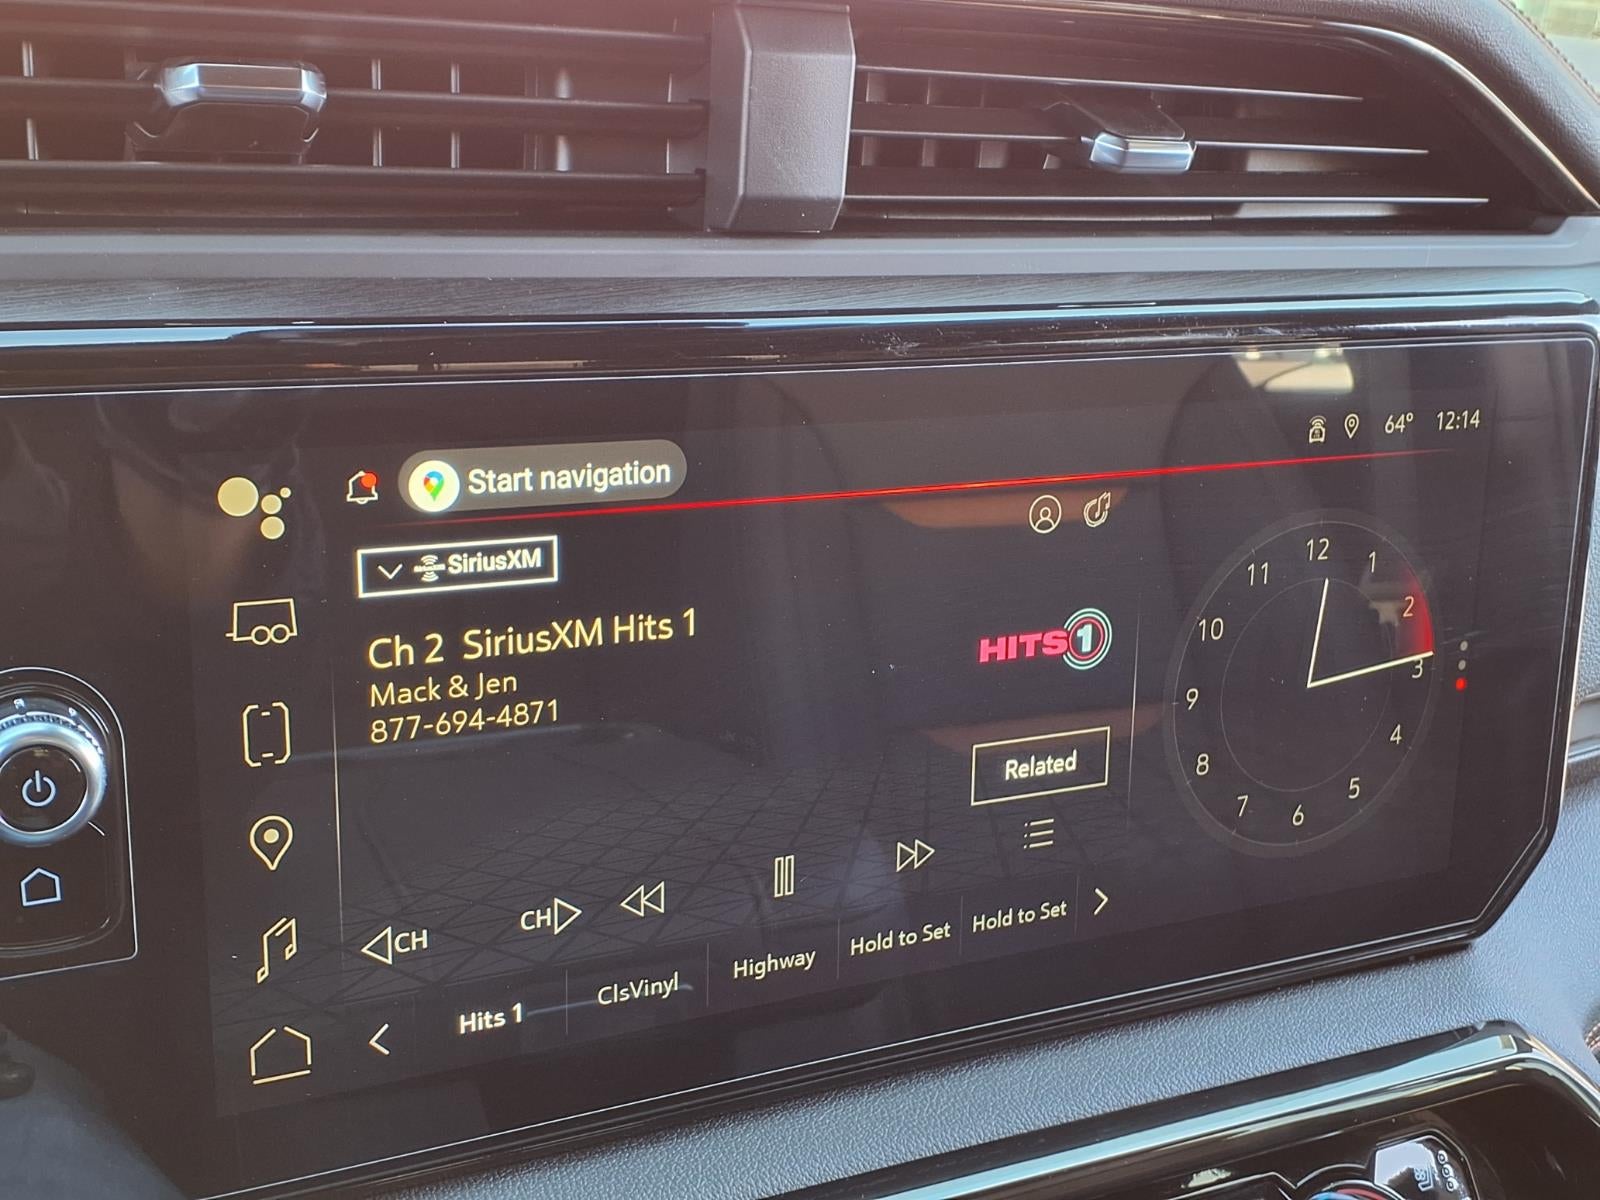 64° 12:14
Start navigation
SiriusXM
Ch 2 SiriusXM Hits 1
Mack & Jen
877-694-4871
HITS 1
Related
CH CH
Hits 1 ClsVinyl Highway Hold to Set Hold to Set
12
1
2
3
4
5
6
7
8
9
10
11